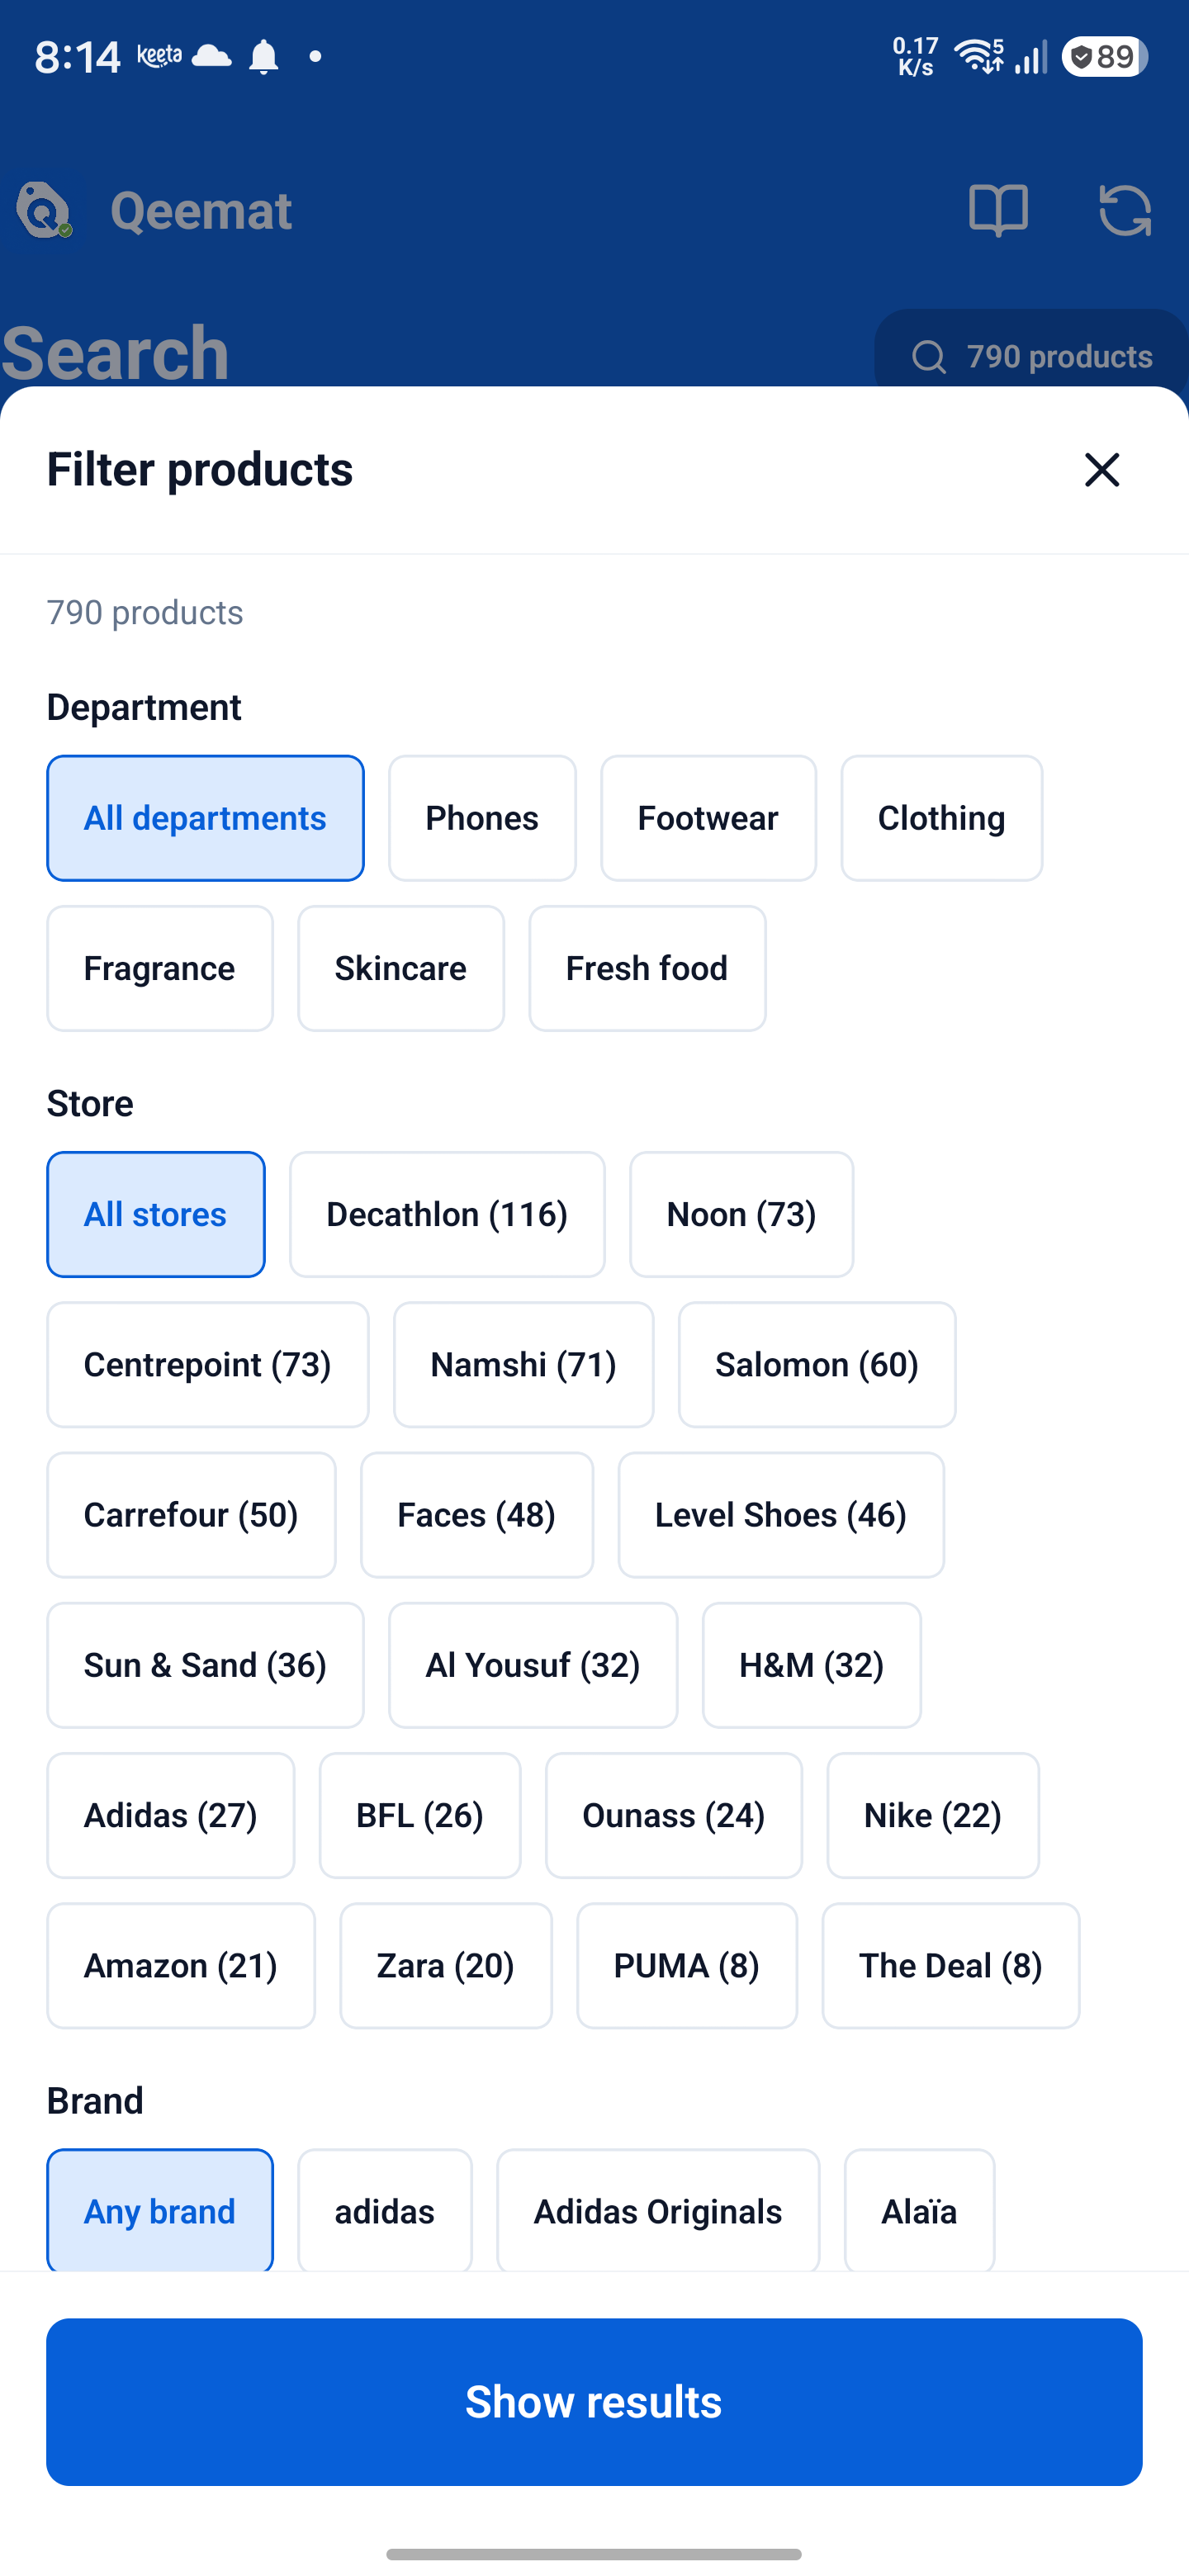 8:14 keeta
0.17 K/s 5 89
Qeemat
Search
790 products
Filter products
790 products
Department
All departments Phones Footwear Clothing
Fragrance Skincare Fresh food
Store
All stores Decathlon (116) Noon (73)
Centrepoint (73) Namshi (71) Salomon (60)
Carrefour (50) Faces (48) Level Shoes (46)
Sun & Sand (36) Al Yousuf (32) H&M (32)
Adidas (27) BFL (26) Ounass (24) Nike (22)
Amazon (21) Zara (20) PUMA (8) The Deal (8)
Brand
Any brand adidas Adidas Originals Alaïa
Show results